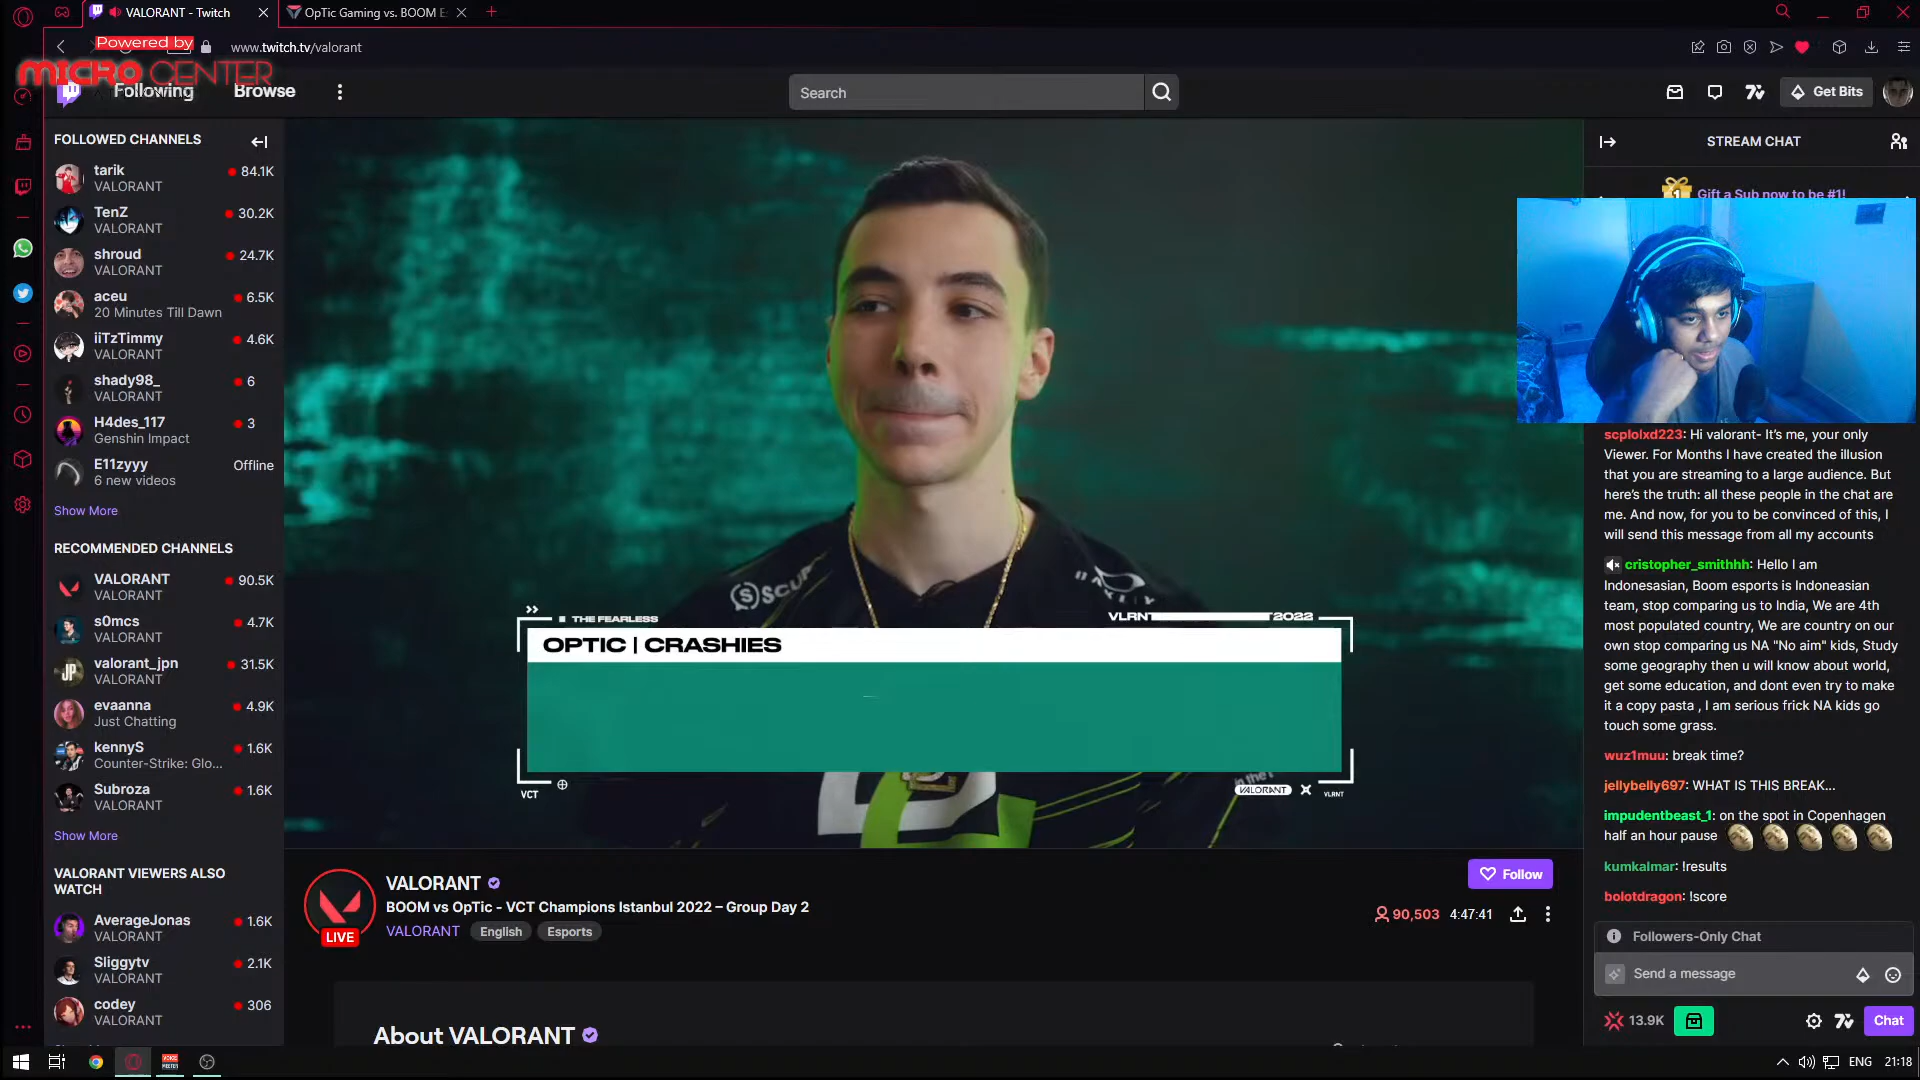 VALORANT - Twitch
OpTic Gaming vs. BOOM E
www.twitch.tv/valorant
Powered by
MICRO CENTER
Following
Browse
Search
Get Bits
FOLLOWED CHANNELS
tarik
84.1K
VALORANT
TenZ
30.2K
VALORANT
shroud
24.7K
VALORANT
aceu
6.5K
20 Minutes Till Dawn
iiTzTimmy
4.6K
VALORANT
shady98_
6
VALORANT
H4des_117
3
Genshin Impact
E11zyyy
Offline
6 new videos
Show More
RECOMMENDED CHANNELS
VALORANT
90.5K
VALORANT
s0mcs
4.7K
VALORANT
valorant_jpn
31.5K
VALORANT
evaanna
4.9K
Just Chatting
kennyS
1.6K
Counter-Strike: Glo...
Subroza
1.6K
VALORANT
Show More
VALORANT VIEWERS ALSO
WATCH
AverageJonas
1.6K
VALORANT
Sliggytv
2.1K
VALORANT
codey
306
VALORANT
SCUF
THE FEARLESS
VLRNT
2022
OPTIC | CRASHIES
VCT
VALORANT
VLRNT
LIVE
VALORANT
BOOM vs OpTic - VCT Champions Istanbul 2022 – Group Day 2
VALORANT
English
Esports
Follow
90,503
4:47:41
About VALORANT
STREAM CHAT
Gift a Sub now to be #1!
scploixd223: Hi valorant- It's me, your only
Viewer. For Months I have created the illusion
that you are streaming to a large audience. But
here's the truth: all these people in the chat are
me. And now, for you to be convinced of this, I
will send this message from all my accounts
cristopher_smithhh: Hello I am
Indonesasian, Boom esports is Indoneasian
team, stop comparing us to India, We are 4th
most populated country, We are country on our
own stop comparing us NA "No aim" kids, Study
some geography then u will know about world,
get some education, and dont even try to make
it a copy pasta , I am serious frick NA kids go
touch some grass.
wuz1muu: break time?
jellybelly697: WHAT IS THIS BREAK...
impudentbeast_1: on the spot in Copenhagen
half an hour pause
kumkalmar: !results
bolotdragon: !score
Followers-Only Chat
Send a message
13.9K
Chat
ENG
21:18